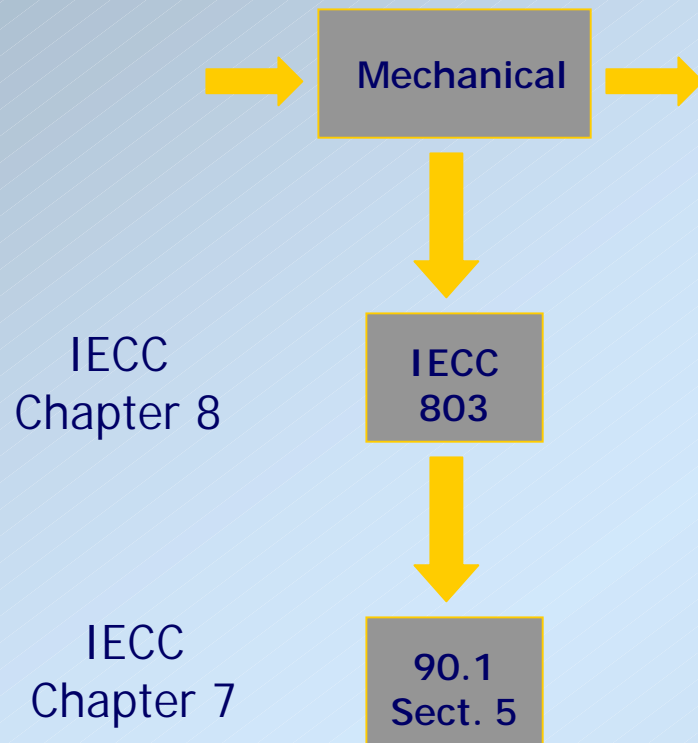 Mechanical
IECC
Chapter 8
IECC
803
IECC
Chapter 7
90.1
Sect. 5